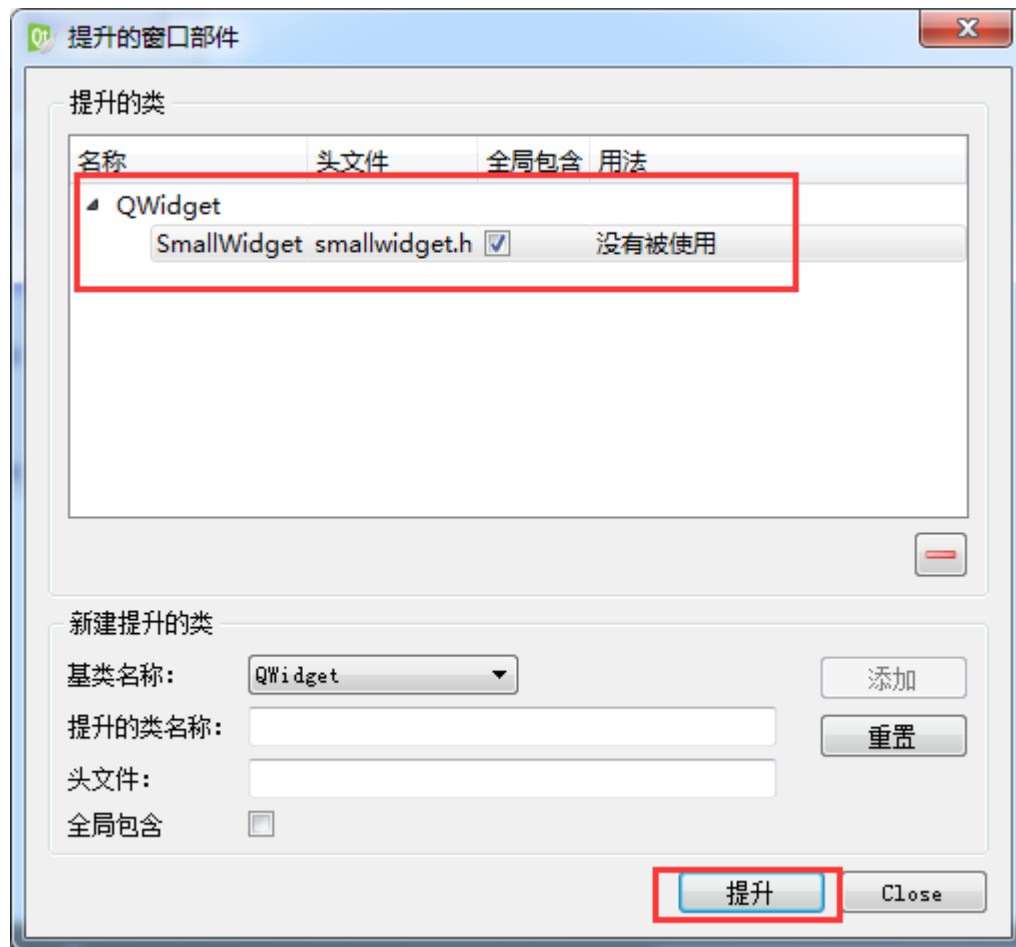 提升的窗口部件
提升的类
名称 头文件 全局包含 用法
QWidget
SmallWidget smallwidget.h 没有被使用
新建提升的类
基类名称: QWidget 添加
提升的类名称: 重置
头文件:
全局包含
提升 Close